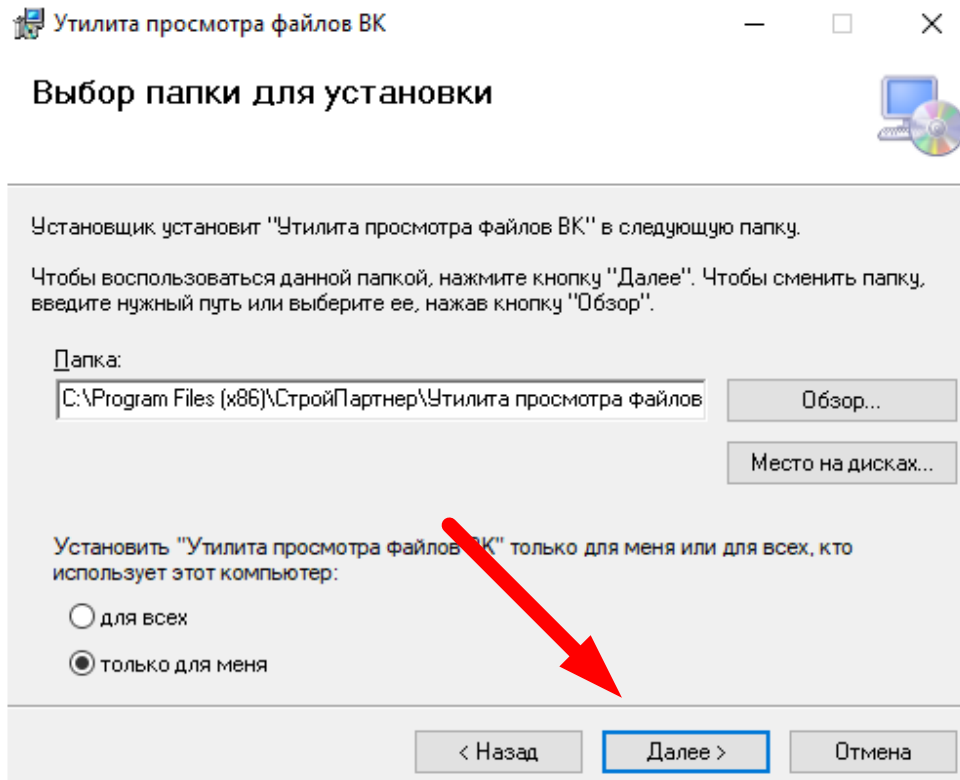 Утилита просмотра файлов ВК
Выбор папки для установки
Установщик установит "Утилита просмотра файлов ВК" в следующую папку.
Чтобы воспользоваться данной папкой, нажмите кнопку "Далее". Чтобы сменить папку,
введите нужный путь или выберите ее, нажав кнопку "Обзор".
Папка:
C:\Program Files (x86)\СтройПартнер\Утилита просмотра файлов
Обзор...
Место на дисках...
Установить "Утилита просмотра файлов ВК" только для меня или для всех, кто
использует этот компьютер:
для всех
только для меня
< Назад
Далее >
Отмена